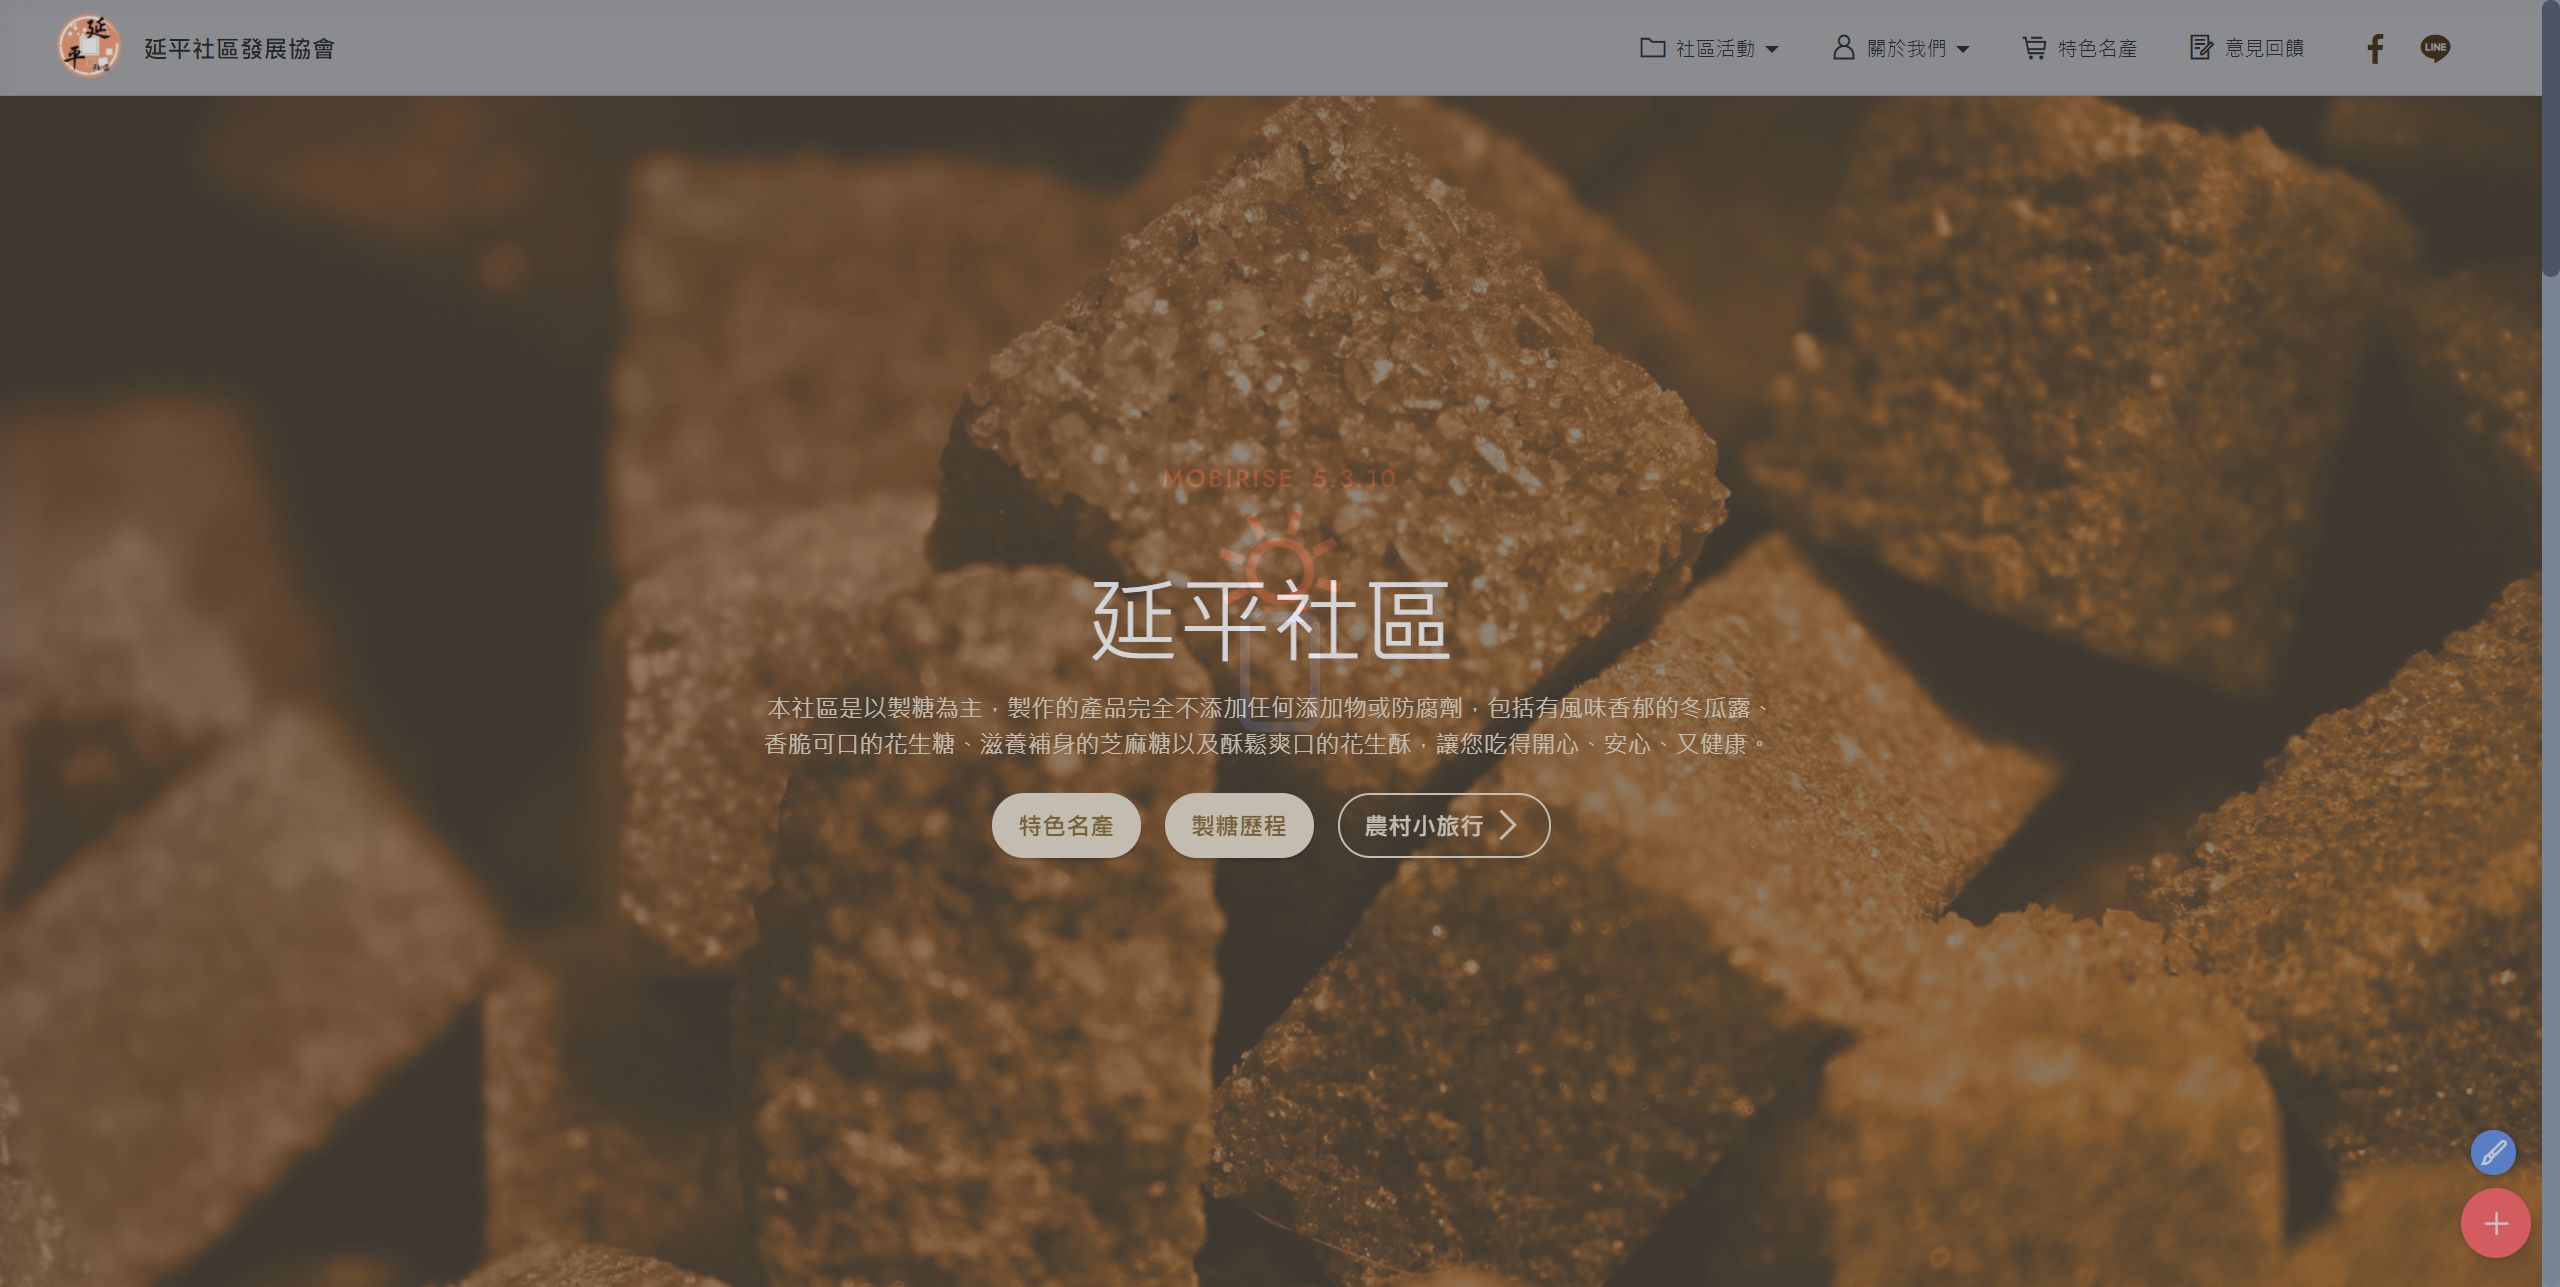 延平
社區
延平社區發展協會
社區活動
關於我們
特色名產
意見回饋
LINE
MOBIRISE 5.3.10
延平社區
本社區是以製糖為主，製作的產品完全不添加任何添加物或防腐劑，包括有風味香郁的冬瓜露、
香脆可口的花生糖、滋養補身的芝麻糖以及酥鬆爽口的花生酥，讓您吃得開心、安心、又健康。
特色名產
製糖歷程
農村小旅行